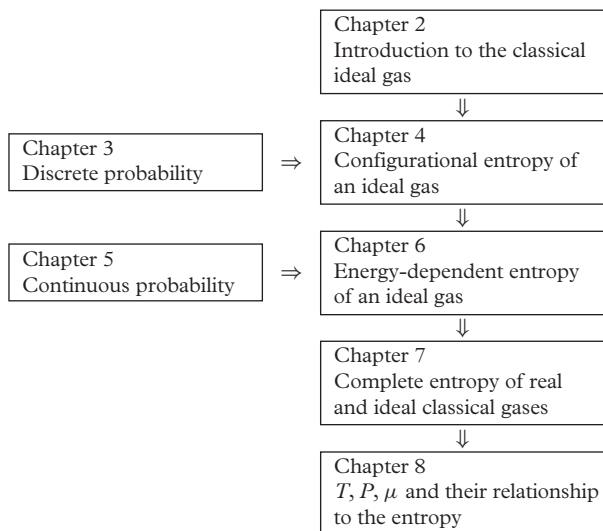 Chapter 2
Introduction to the classical
ideal gas
⇓
Chapter 3
Discrete probability
⇒
Chapter 4
Configurational entropy of
an ideal gas
⇓
Chapter 5
Continuous probability
⇒
Chapter 6
Energy-dependent entropy
of an ideal gas
⇓
Chapter 7
Complete entropy of real
and ideal classical gases
⇓
Chapter 8
T, P, μ and their relationship
to the entropy